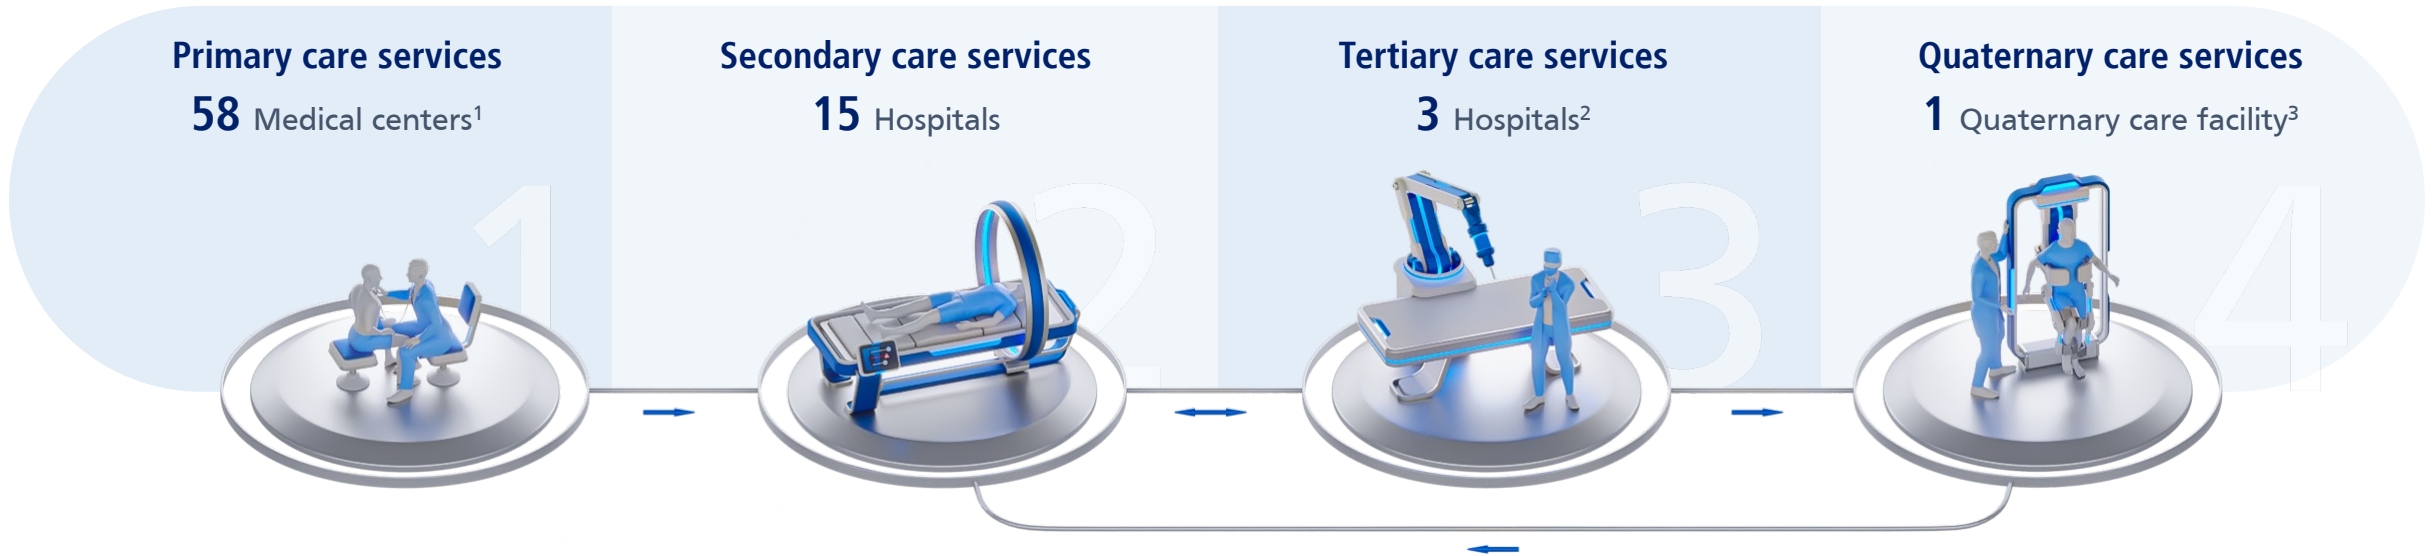 Primary care services
58 Medical centers¹
1
Secondary care services
15 Hospitals
2
Tertiary care services
3 Hospitals²
3
Quaternary care services
1 Quaternary care facility³
4